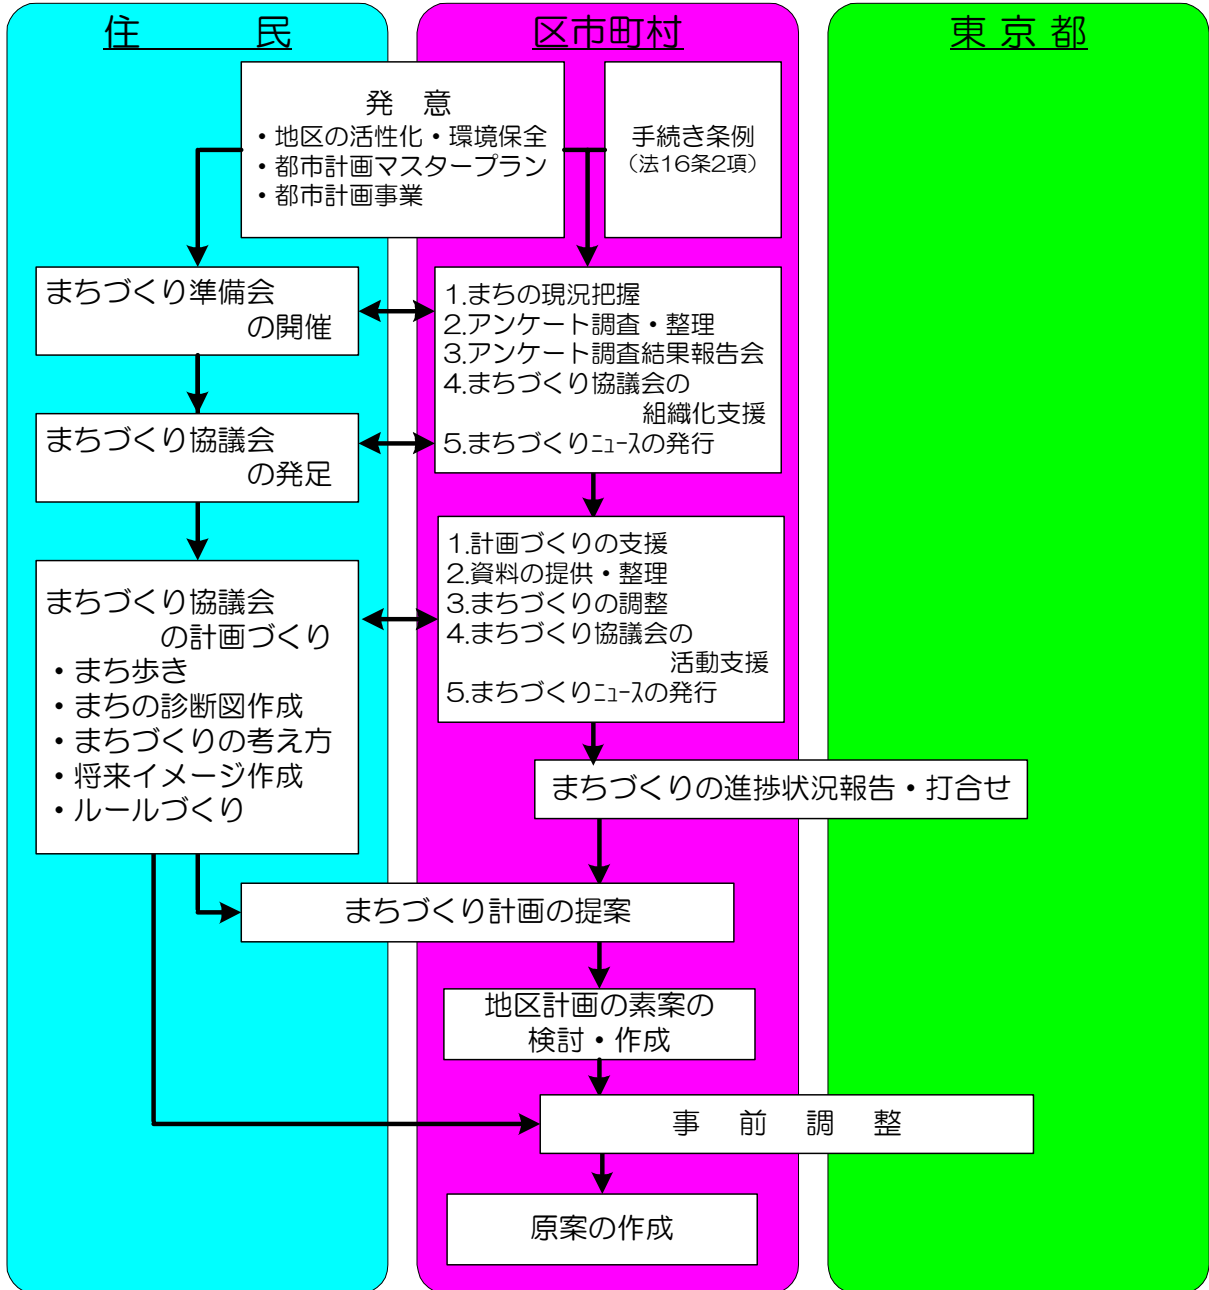 住　　　民
区市町村
東 京 都
発　意
・地区の活性化・環境保全
・都市計画マスタープラン
・都市計画事業
手続き条例
（法16条2項）
まちづくり準備会
の開催
1.まちの現況把握
2.アンケート調査・整理
3.アンケート調査結果報告会
4.まちづくり協議会の
組織化支援
5.まちづくりﾆｭｰｽの発行
まちづくり協議会
の発足
まちづくり協議会
の計画づくり
・まち歩き
・まちの診断図作成
・まちづくりの考え方
・将来イメージ作成
・ルールづくり
1.計画づくりの支援
2.資料の提供・整理
3.まちづくりの調整
4.まちづくり協議会の
活動支援
5.まちづくりﾆｭｰｽの発行
まちづくりの進捗状況報告・打合せ
まちづくり計画の提案
地区計画の素案の
検討・作成
事　前　調　整
原案の作成